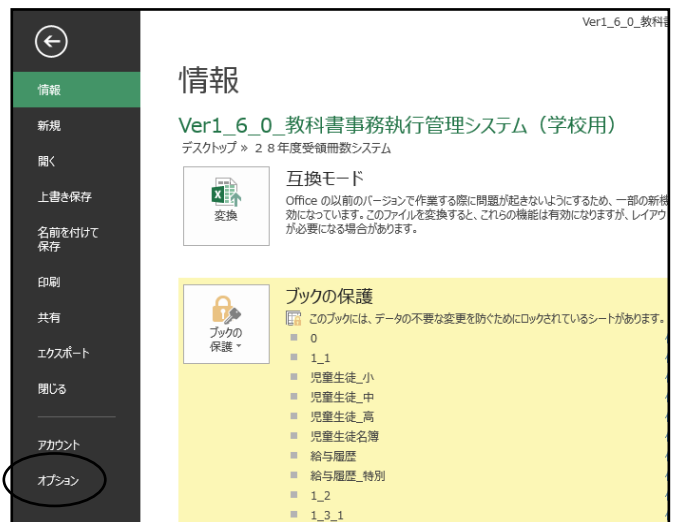 Ver1_6_0_教科書
情報
情報
新規
Ver1_6_0_教科書事務執行管理システム（学校用）
デスクトップ » ２８年度受領冊数システム
開く
上書き保存
名前を付けて
保存
変換
互換モード
Office の以前のバージョンで作業する際に問題が起きないようにするため、一部の新機
効になっています。このファイルを変換すると、これらの機能は有効になりますが、レイアウ
が必要になる場合があります。
印刷
共有
エクスポート
閉じる
アカウント
オプション
ブックの
保護
ブックの保護
このブックには、データの不要な変更を防ぐためにロックされているシートがあります。
0
1_1
児童生徒_小
児童生徒_中
児童生徒_高
児童生徒名簿
給与履歴
給与履歴_特別
1_2
1_3_1